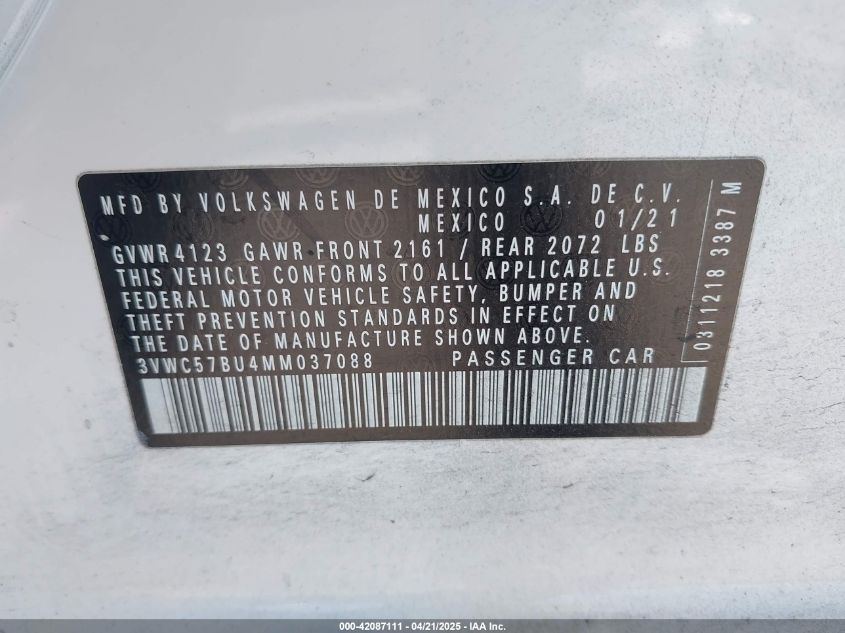 MFD BY VOLKSWAGEN DE MEXICO S.A. DE C.V.
MEXICO 01/21
GVWR 4123 GAWR-FRONT 2161 / REAR 2072 LBS
THIS VEHICLE CONFORMS TO ALL APPLICABLE U.S.
FEDERAL MOTOR VEHICLE SAFETY, BUMPER AND
THEFT PREVENTION STANDARDS IN EFFECT ON
THE DATE OF MANUFACTURE SHOWN ABOVE.
3VWC57BU4MM037088 PASSENGER CAR
0311218 3387 M
000-42087111 - 04/21/2025 - IAA Inc.